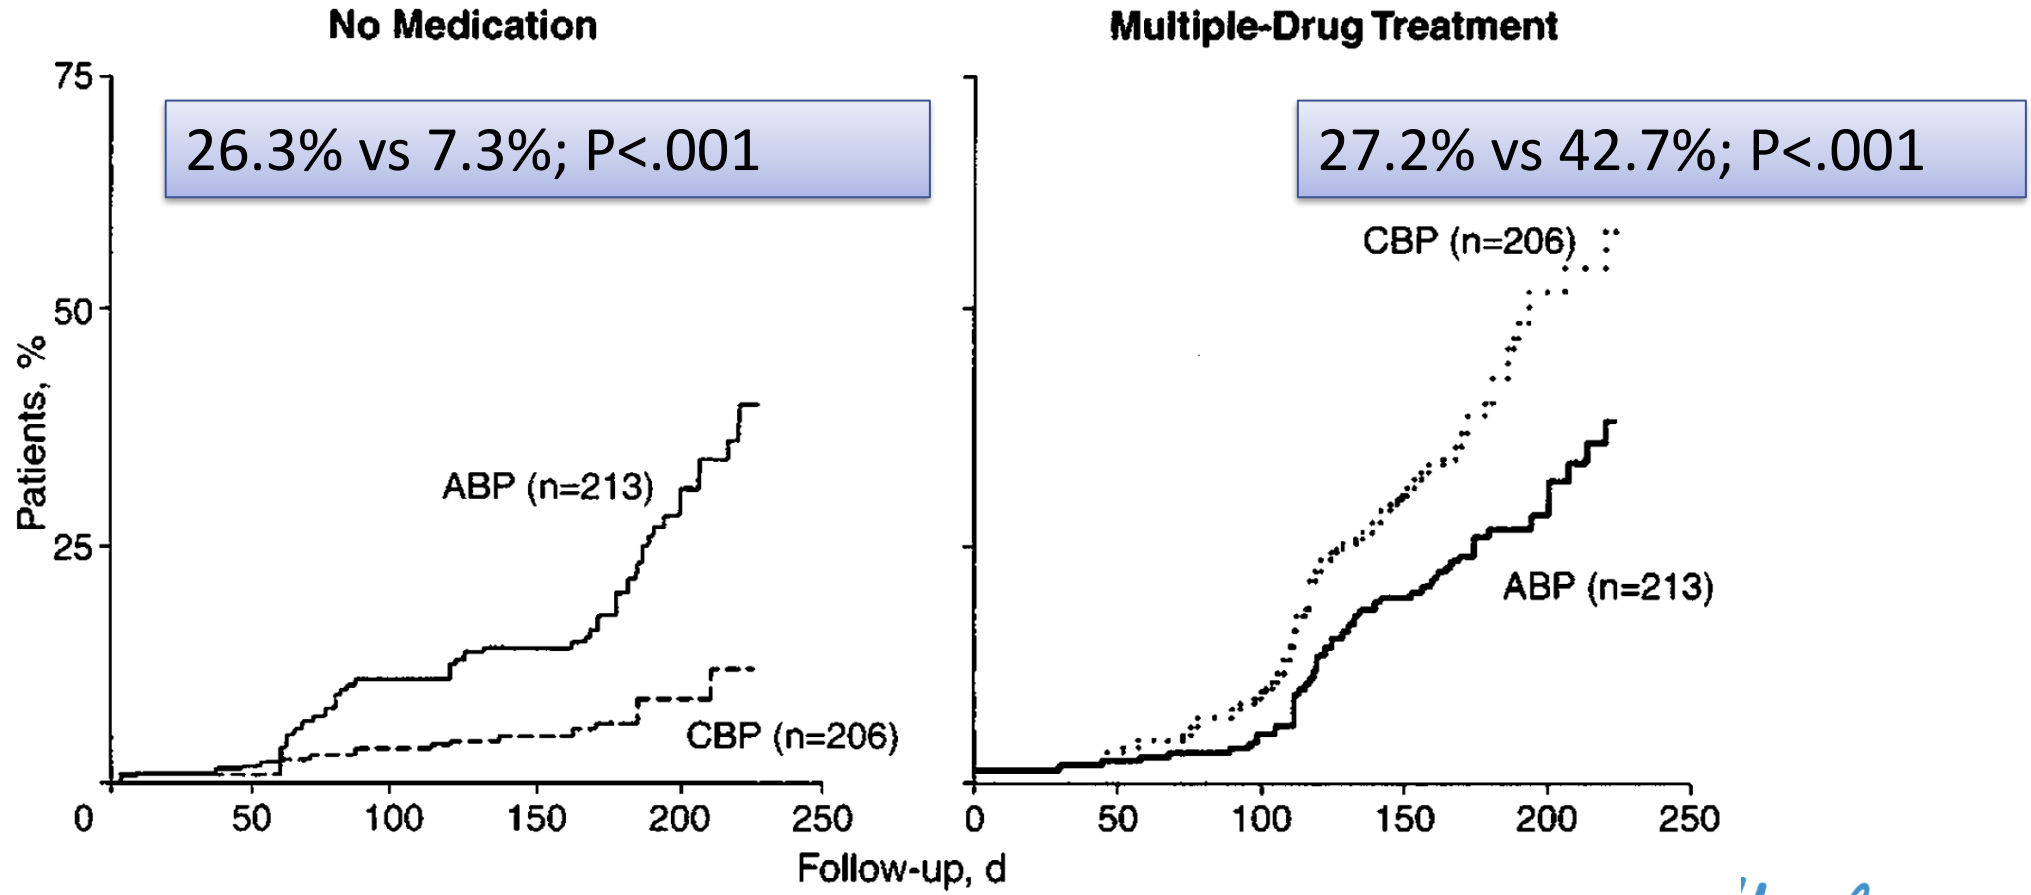 No Medication
Multiple-Drug Treatment
75
50
25
Patients, %
26.3% vs 7.3%; P<.001
27.2% vs 42.7%; P<.001
CBP (n=206)
ABP (n=213)
ABP (n=213)
CBP (n=206)
0 50 100 150 200 250
0 50 100 150 200 250
Follow-up, d